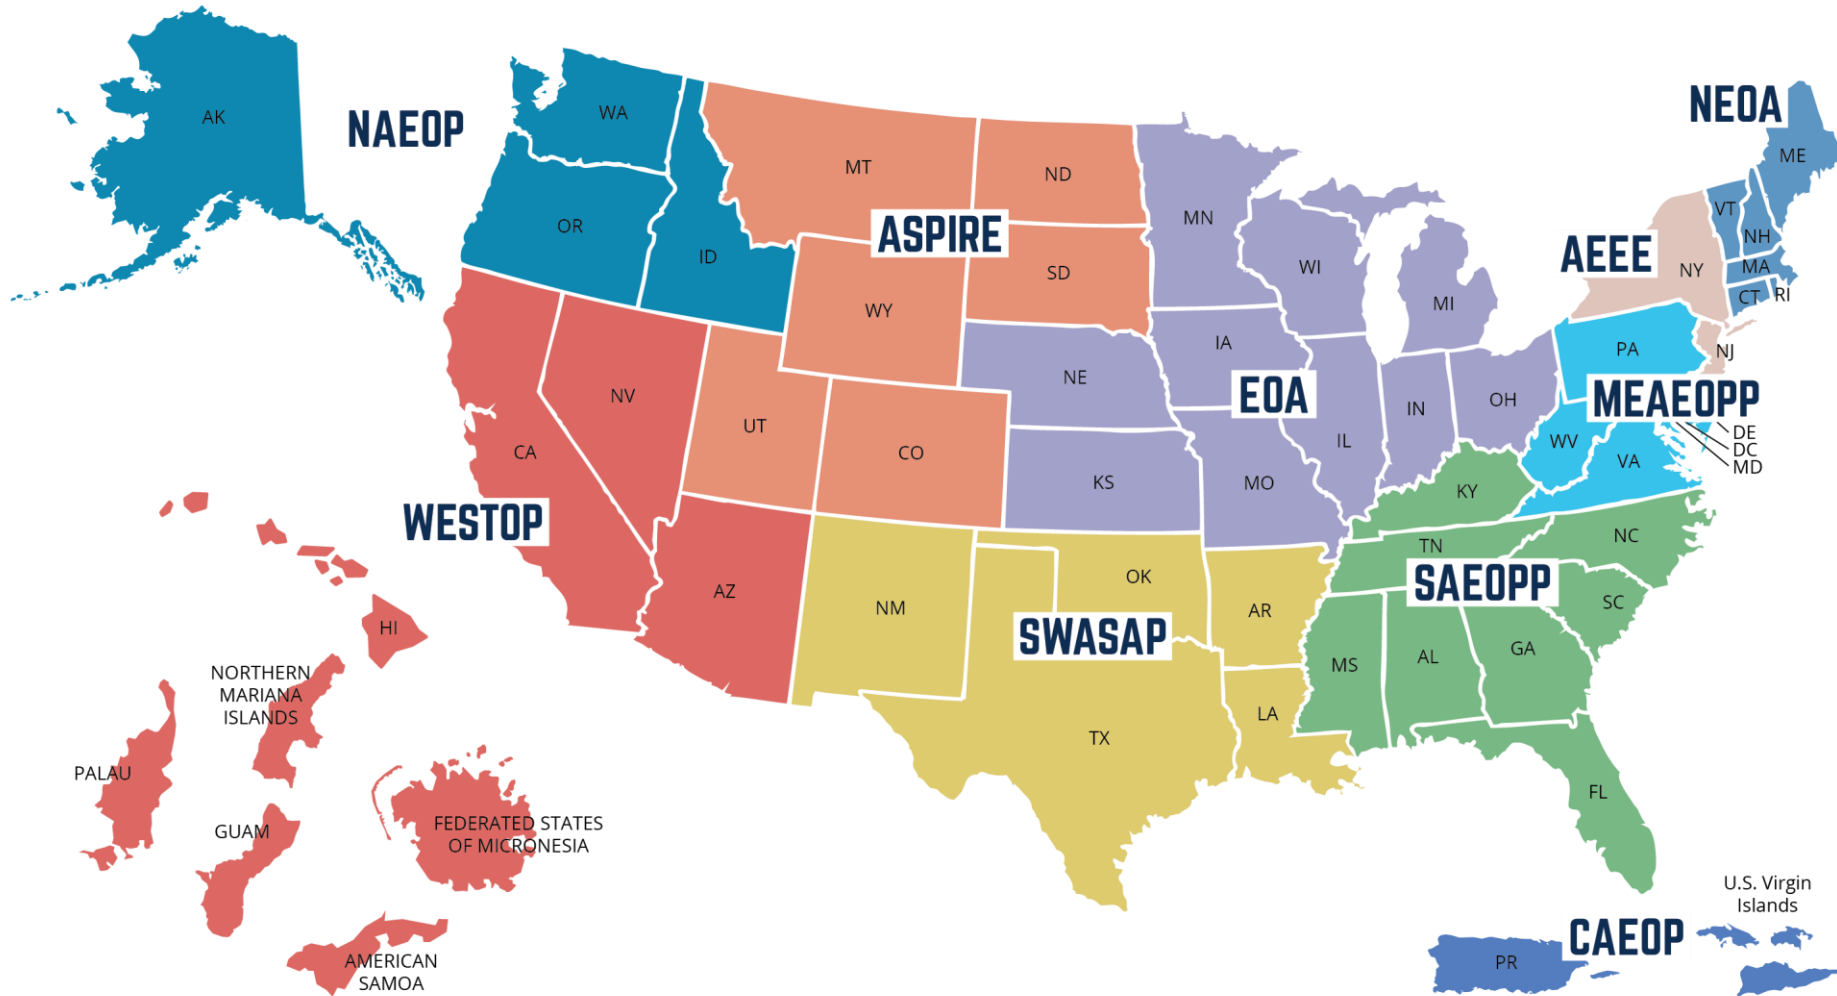 AK
NAEOP
WA
OR
ID
MT
ND
ASPIRE
SD
WY
UT
CO
MN
WI
MI
IA
NE
EOA
IL
IN
OH
KS
MO
NEOA
ME
VT
NH
AEEE
NY
MA
CT
RI
PA
NJ
MEAEOPP
WV
VA
DE
DC
MD
NV
CA
WESTOP
AZ
HI
NORTHERN
MARIANA
ISLANDS
PALAU
GUAM
FEDERATED STATES
OF MICRONESIA
AMERICAN
SAMOA
NM
OK
AR
SWASAP
TX
LA
KY
TN
NC
SAEOPP
SC
MS
AL
GA
FL
U.S. Virgin
Islands
CAEOP
PR